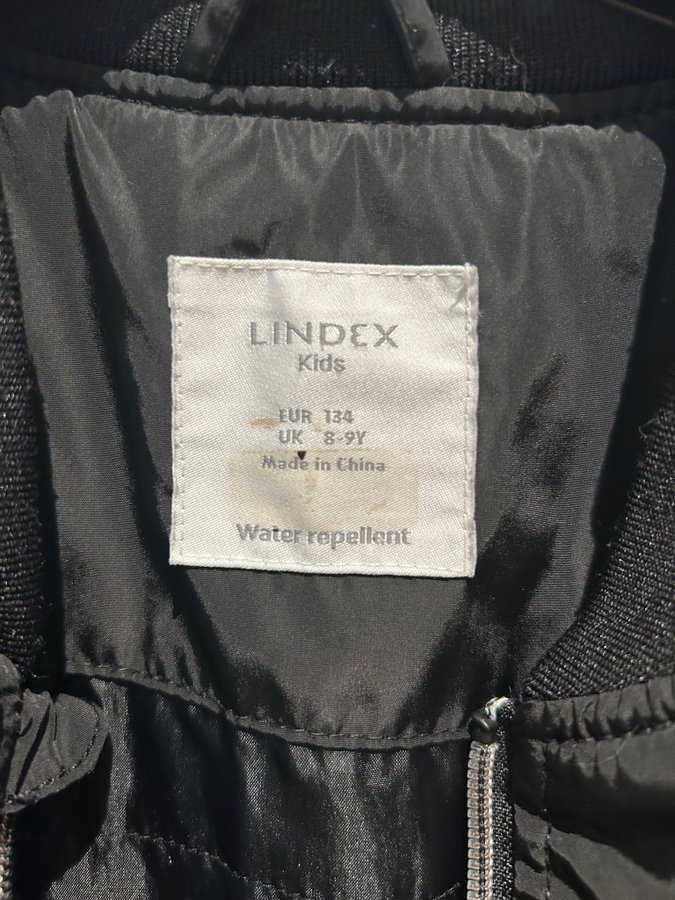 LINDEX
Kids
EUR 134
UK 8-9Y
Made in China
Water repellent